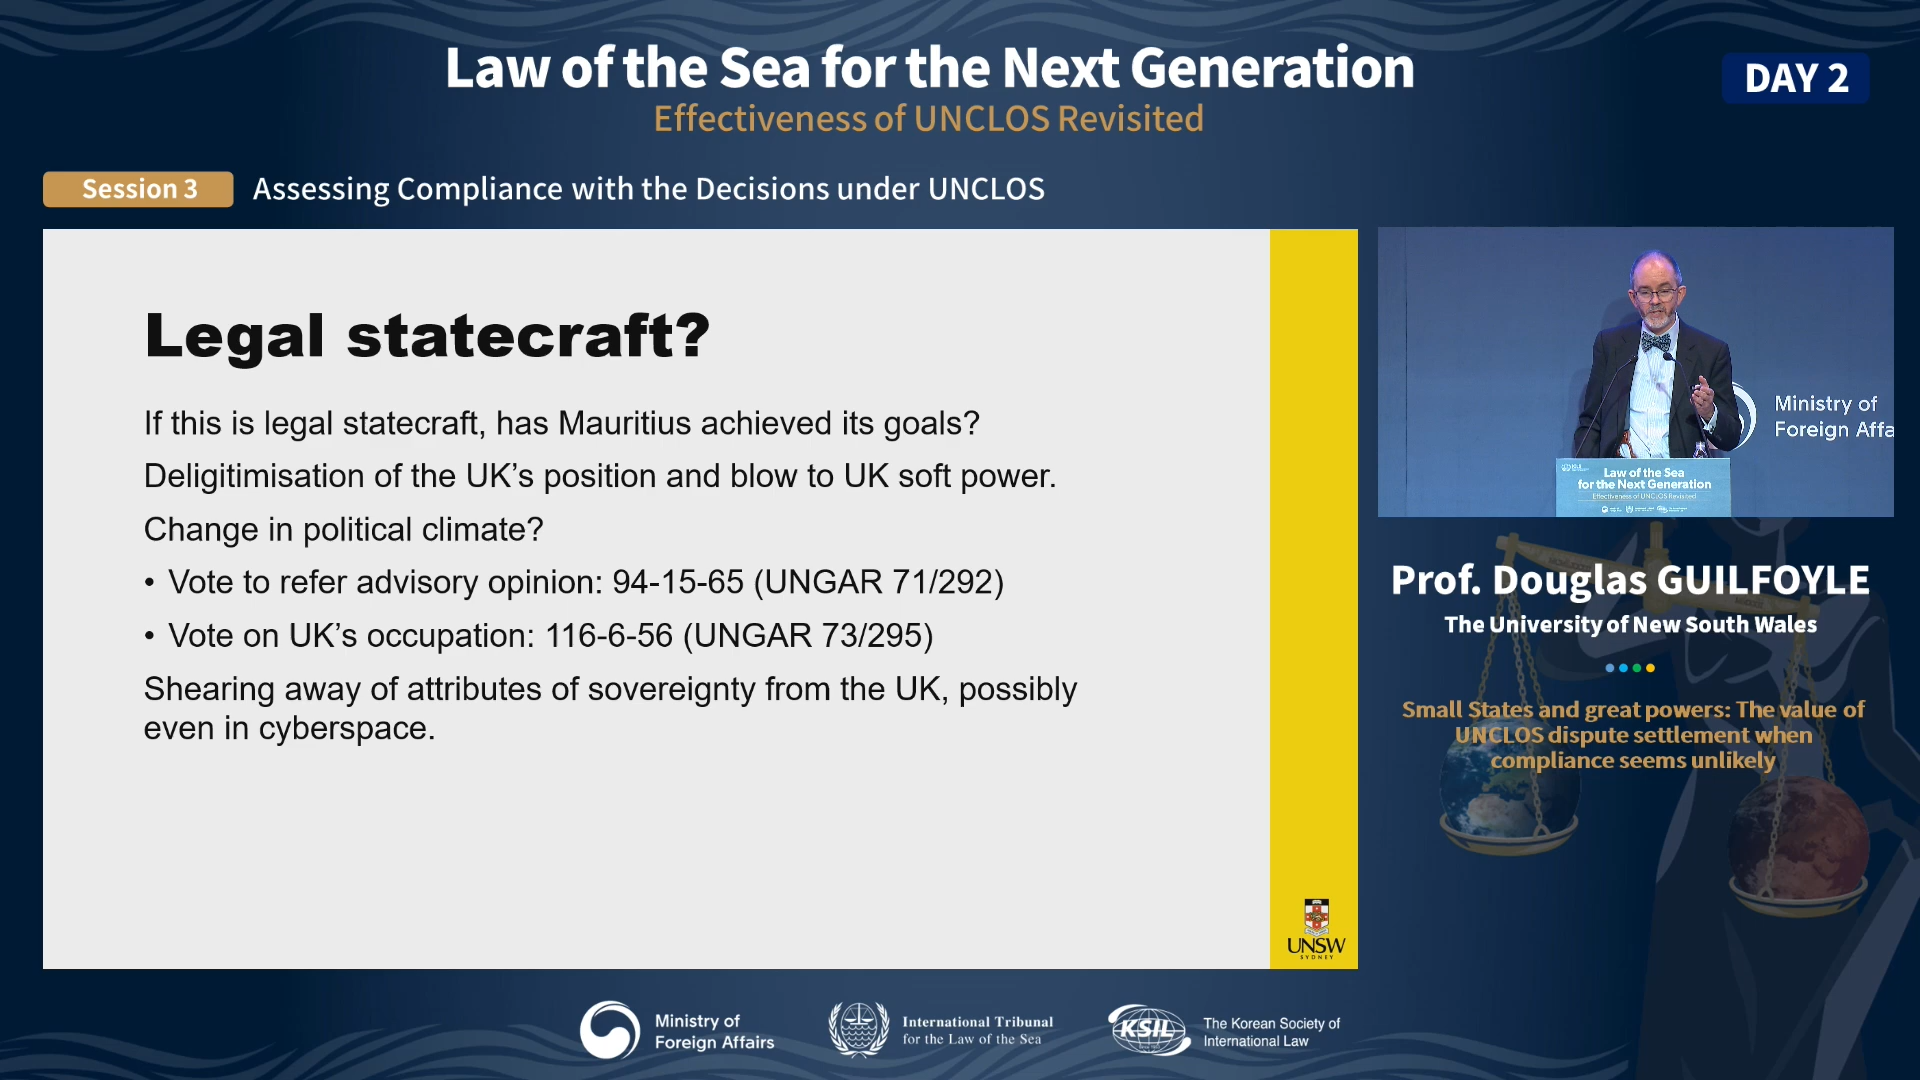 Law of the Sea for the Next Generation
Effectiveness of UNCLOS Revisited
DAY 2
Session 3
Assessing Compliance with the Decisions under UNCLOS
Legal statecraft?
If this is legal statecraft, has Mauritius achieved its goals?
Deligitimisation of the UK’s position and blow to UK soft power.
Change in political climate?
• Vote to refer advisory opinion: 94-15-65 (UNGAR 71/292)
• Vote on UK’s occupation: 116-6-56 (UNGAR 73/295)
Shearing away of attributes of sovereignty from the UK, possibly
even in cyberspace.
UNSW
SYDNEY
Ministry of
Foreign Affa
Law of the Sea
for the Next Generation
Effectiveness of UNCLOS Revisited
Prof. Douglas GUILFOYLE
The University of New South Wales
Small States and great powers: The value of
UNCLOS dispute settlement when
compliance seems unlikely
Ministry of
Foreign Affairs
International Tribunal
for the Law of the Sea
KSIL
The Korean Society of
International Law